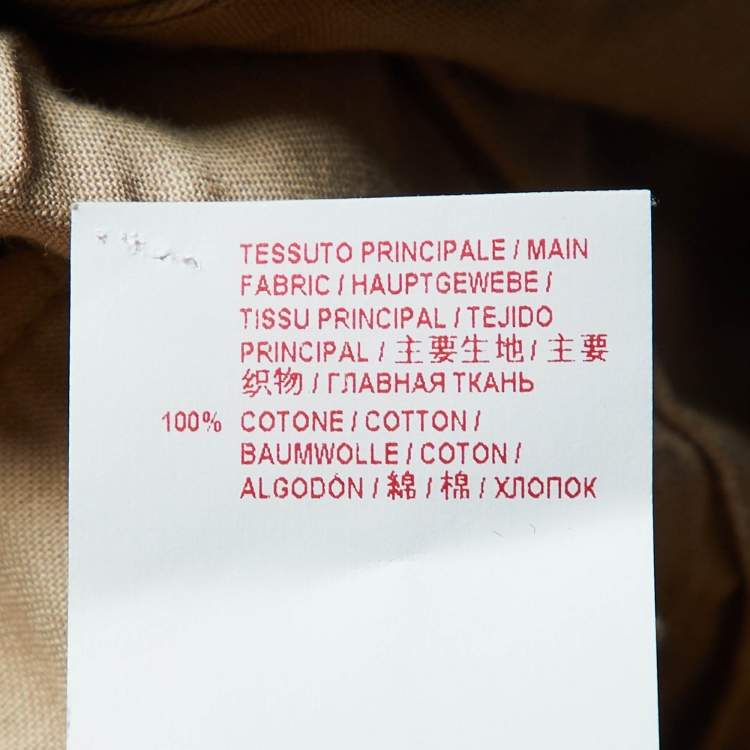 TESSUTO PRINCIPALE / MAIN
FABRIC / HAUPTGEWEBE /
TISSU PRINCIPAL / TEJIDO
PRINCIPAL / 主要生地 / 主要
织物 / ГЛАВНАЯ ТКАНЬ
100% COTONE / COTTON /
BAUMWOLLE / COTON /
ALGODÓN / 綿 / 棉 / ХЛОПОК